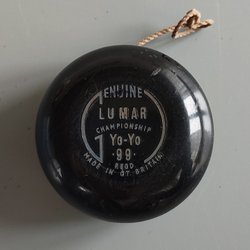 GENUINE
LUMAR
CHAMPIONSHIP
Yo-Yo
·99·
REGD
MADE IN GT. BRITAIN